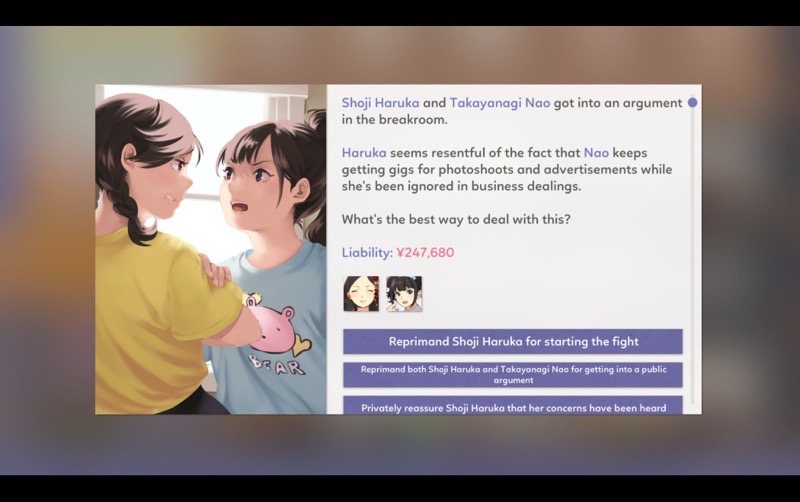 Shoji Haruka and Takayanagi Nao got into an argument
in the breakroom.
Haruka seems resentful of the fact that Nao keeps
getting gigs for photoshoots and advertisements while
she's been ignored in business dealings.
What's the best way to deal with this?
Liability: ¥247,680
BEAR
Reprimand Shoji Haruka for starting the fight
Reprimand both Shoji Haruka and Takayanagi Nao for getting into a public
argument
Privately reassure Shoji Haruka that her concerns have been heard